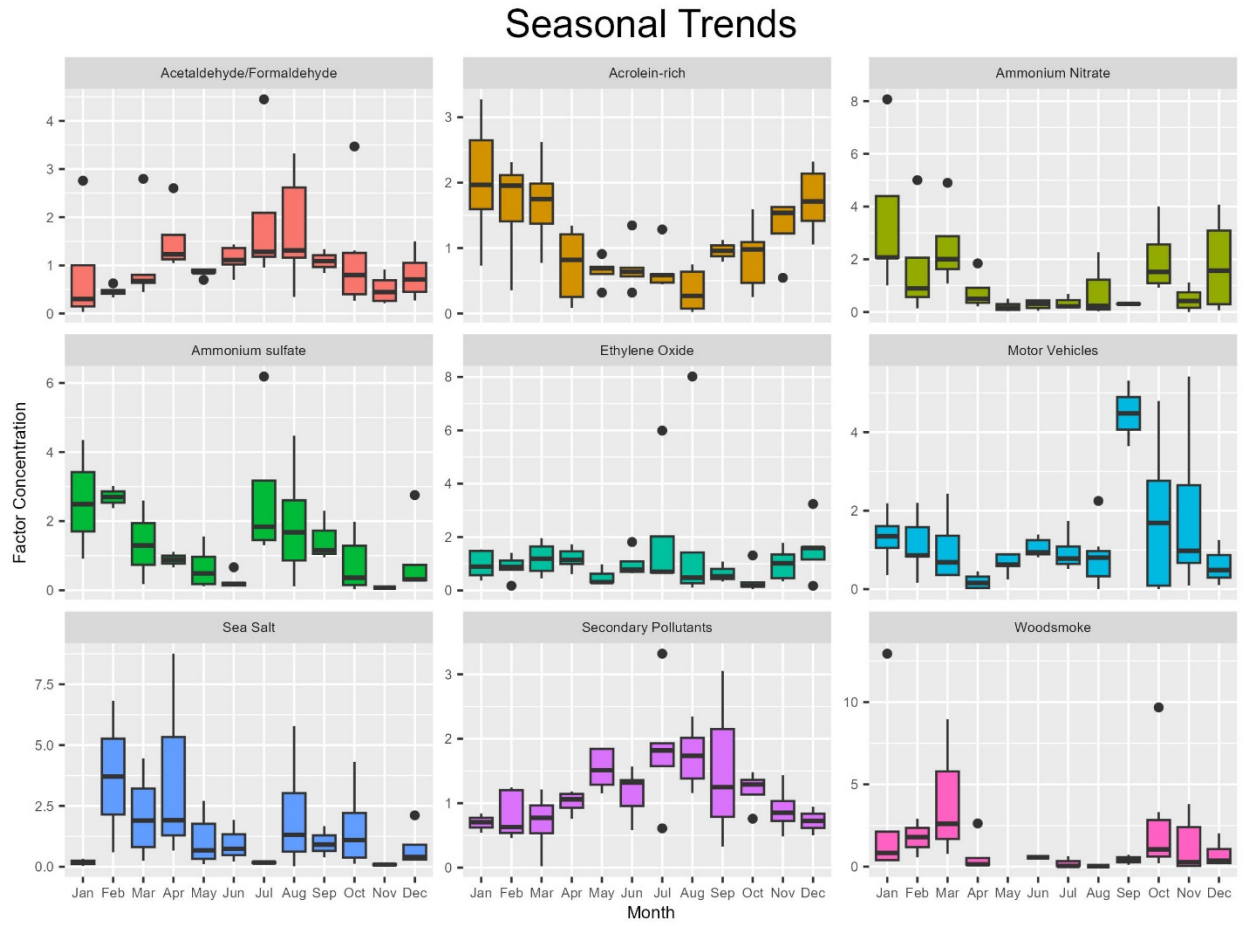 Seasonal Trends
Acetaldehyde/Formaldehyde
Acrolein-rich
Ammonium Nitrate
4
3
2
1
0
3
2
1
0
8
6
4
2
0
Ammonium sulfate
Ethylene Oxide
Motor Vehicles
Factor Concentration
6
4
2
0
8
6
4
2
0
4
2
0
Sea Salt
Secondary Pollutants
Woodsmoke
7.5
5.0
2.5
0.0
3
2
1
0
10
5
0
Jan Feb Mar Apr May Jun Jul Aug Sep Oct Nov Dec
Jan Feb Mar Apr May Jun Jul Aug Sep Oct Nov Dec
Jan Feb Mar Apr May Jun Jul Aug Sep Oct Nov Dec
Month